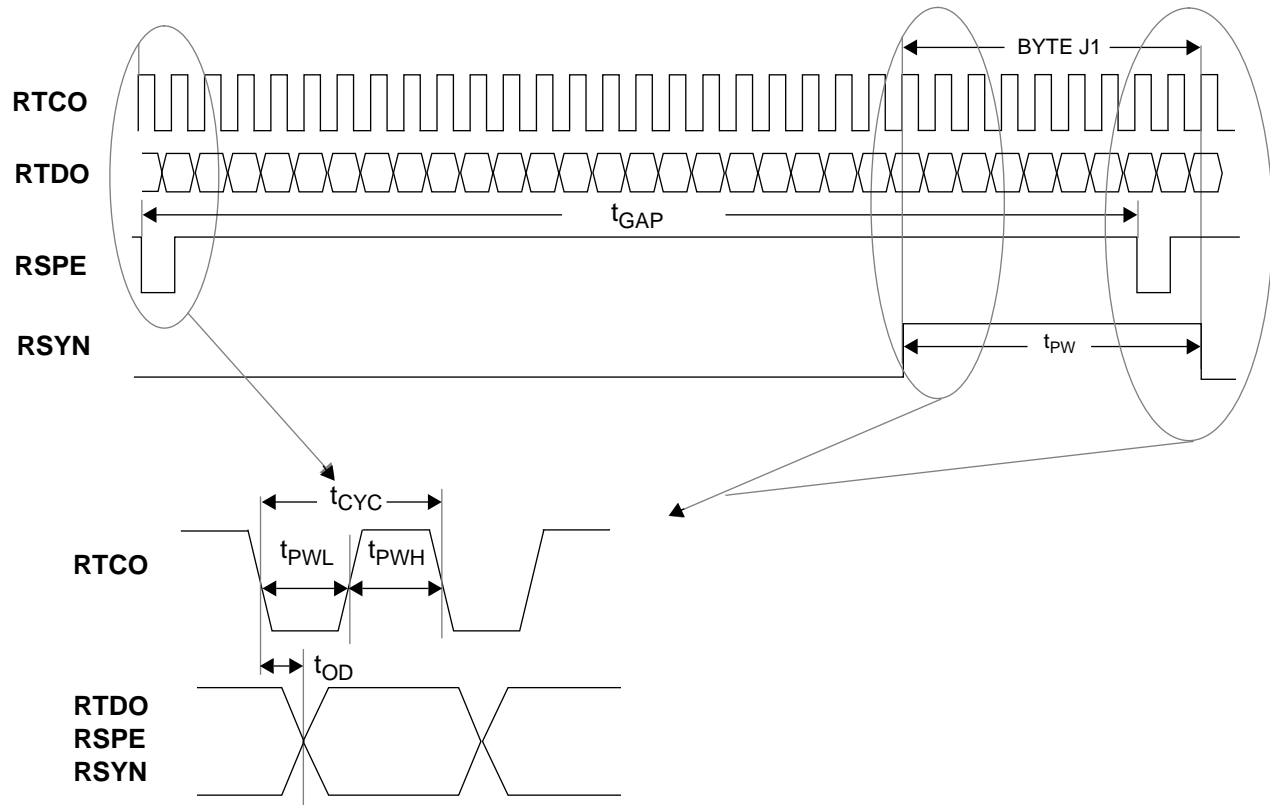 BYTE J1
RTCO
RTDO
tGAP
RSPE
RSYN
tPW
tCYC
tPWL tPWH
RTCO
tOD
RTDO
RSPE
RSYN